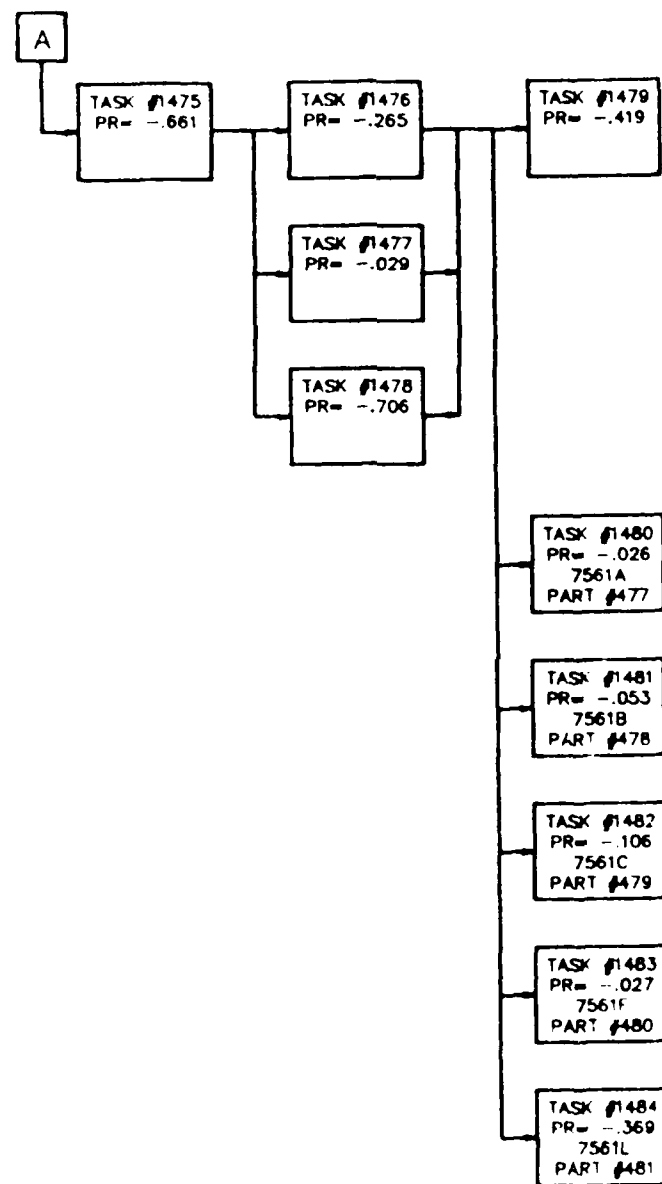 A
TASK #1475
PR= -.661
TASK #1476
PR= -.265
TASK #1479
PR= -.419
TASK #1477
PR= -.029
TASK #1478
PR= -.706
TASK #1480
PR= -.026
7561A
PART #477
TASK #1481
PR= -.053
7561B
PART #478
TASK #1482
PR= -.106
7561C
PART #479
TASK #1483
PR= -.027
PART #480
TASK #1484
PR= -.369
7561L
PART #481